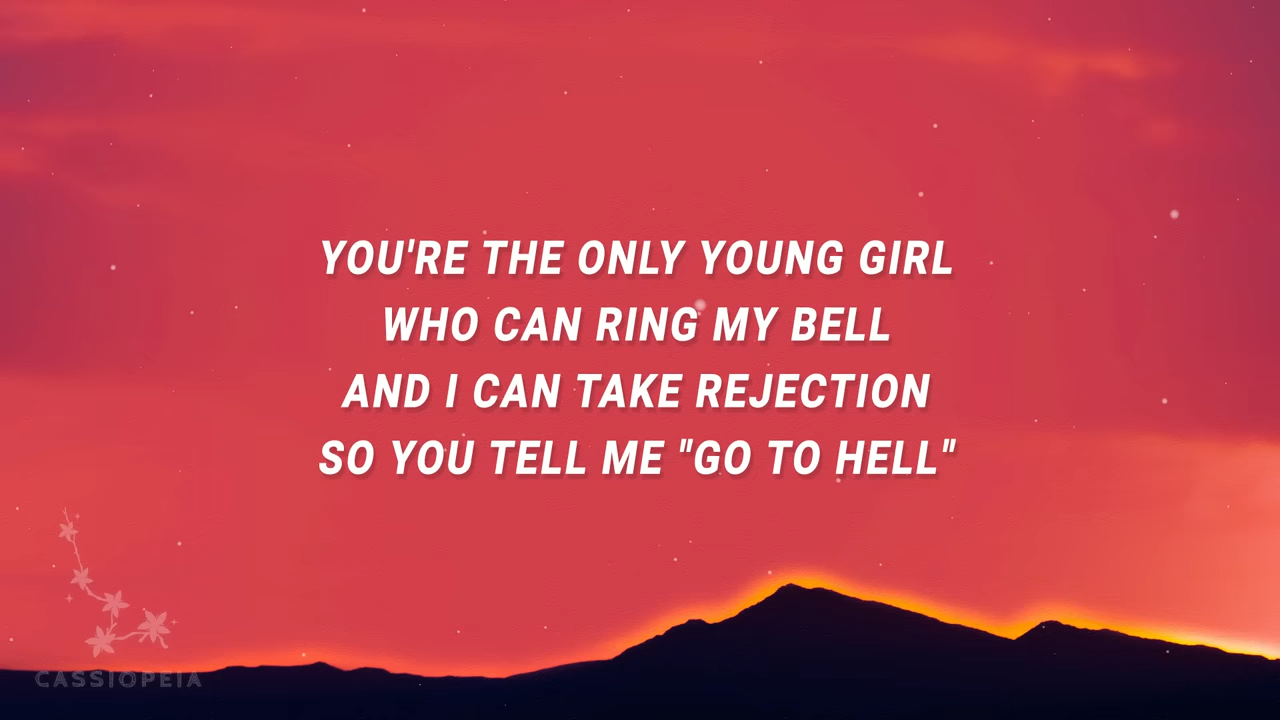 YOU'RE THE ONLY YOUNG GIRL
WHO CAN RING MY BELL
AND I CAN TAKE REJECTION
SO YOU TELL ME "GO TO HELL"
CASSIOPEIA